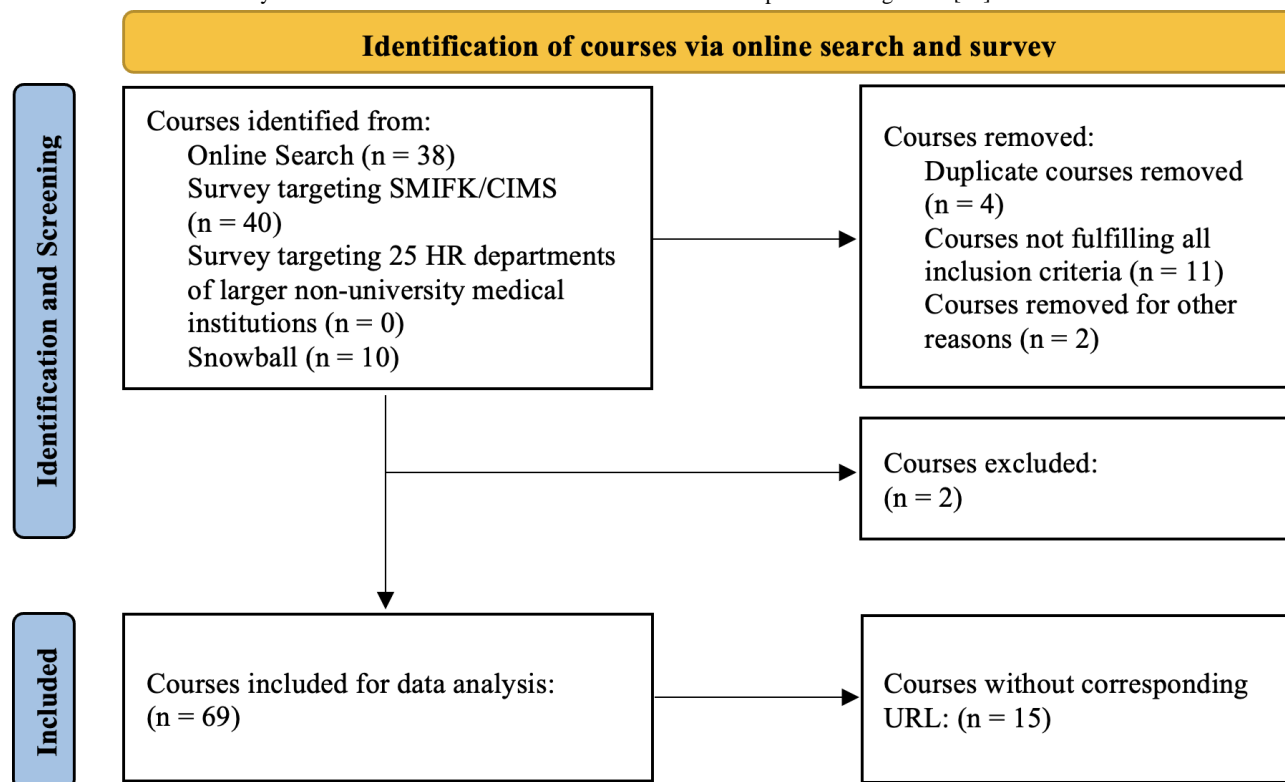 Identification of courses via online search and survey
Identification and Screening
Courses identified from:
Online Search (n = 38)
Survey targeting SMIFK/CIMS
(n = 40)
Survey targeting 25 HR departments
of larger non-university medical
institutions (n = 0)
Snowball (n = 10)
Courses removed:
Duplicate courses removed
(n = 4)
Courses not fulfilling all
inclusion criteria (n = 11)
Courses removed for other
reasons (n = 2)
Courses excluded:
(n = 2)
Included
Courses included for data analysis:
(n = 69)
Courses without corresponding
URL: (n = 15)